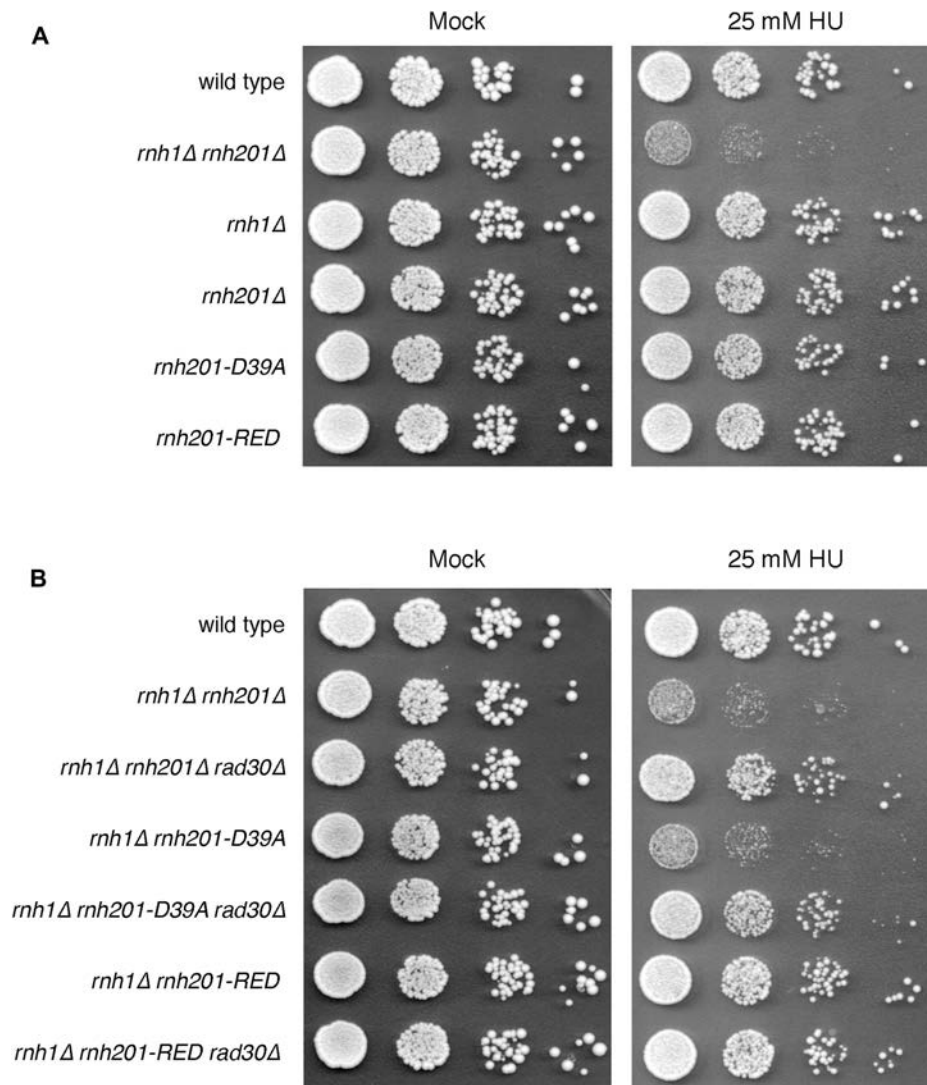 A
Mock
25 mM HU
wild type
rnh1Δ rnh201Δ
rnh1Δ
rnh201Δ
rnh201-D39A
rnh201-RED
B
Mock
25 mM HU
wild type
rnh1Δ rnh201Δ
rnh1Δ rnh201Δ rad30Δ
rnh1Δ rnh201-D39A
rnh1Δ rnh201-D39A rad30Δ
rnh1Δ rnh201-RED
rnh1Δ rnh201-RED rad30Δ